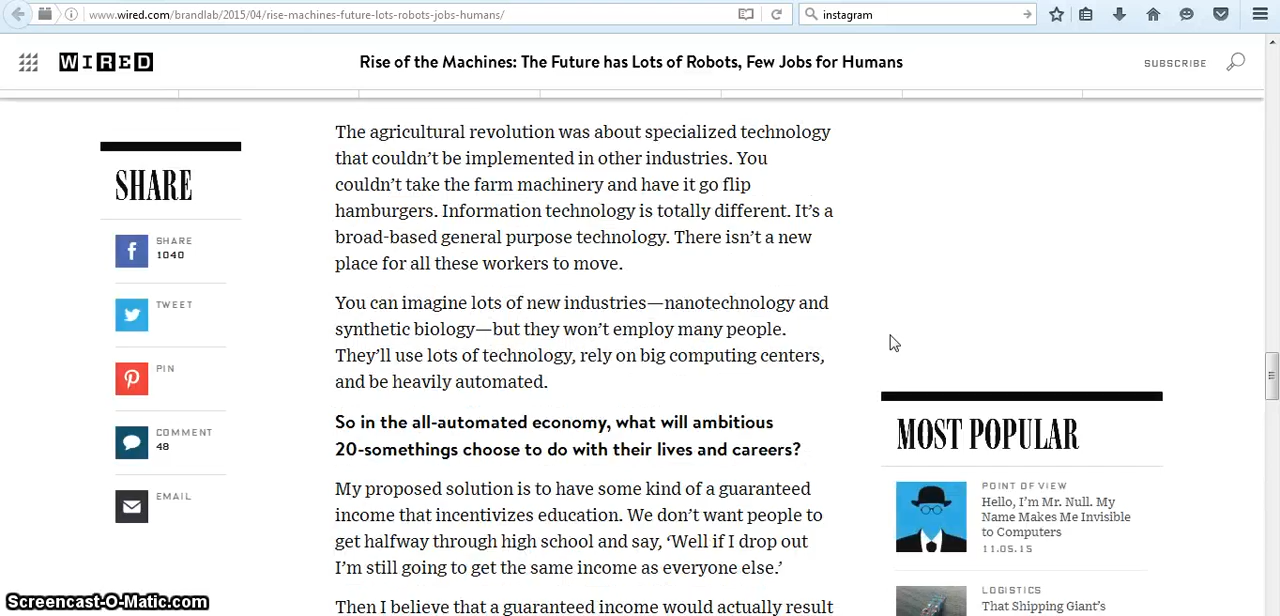 www.wired.com/brandlab/2015/04/rise-machines-future-lots-robots-jobs-humans/
instagram
WIRED
Rise of the Machines: The Future has Lots of Robots, Few Jobs for Humans
SUBSCRIBE
SHARE
SHARE
1040
TWEET
PIN
COMMENT
48
EMAIL
The agricultural revolution was about specialized technology
that couldn’t be implemented in other industries. You
couldn’t take the farm machinery and have it go flip
hamburgers. Information technology is totally different. It’s a
broad-based general purpose technology. There isn’t a new
place for all these workers to move.
You can imagine lots of new industries—nanotechnology and
synthetic biology—but they won’t employ many people.
They’ll use lots of technology, rely on big computing centers,
and be heavily automated.
So in the all-automated economy, what will ambitious
20-somethings choose to do with their lives and careers?
My proposed solution is to have some kind of a guaranteed
income that incentivizes education. We don’t want people to
get halfway through high school and say, ‘Well if I drop out
I’m still going to get the same income as everyone else.’
Then I believe that a guaranteed income would actually result
MOST POPULAR
POINT OF VIEW
Hello, I’m Mr. Null. My
Name Makes Me Invisible
to Computers
11.05.15
LOGISTICS
That Shipping Giant’s
Screencast-O-Matic.com